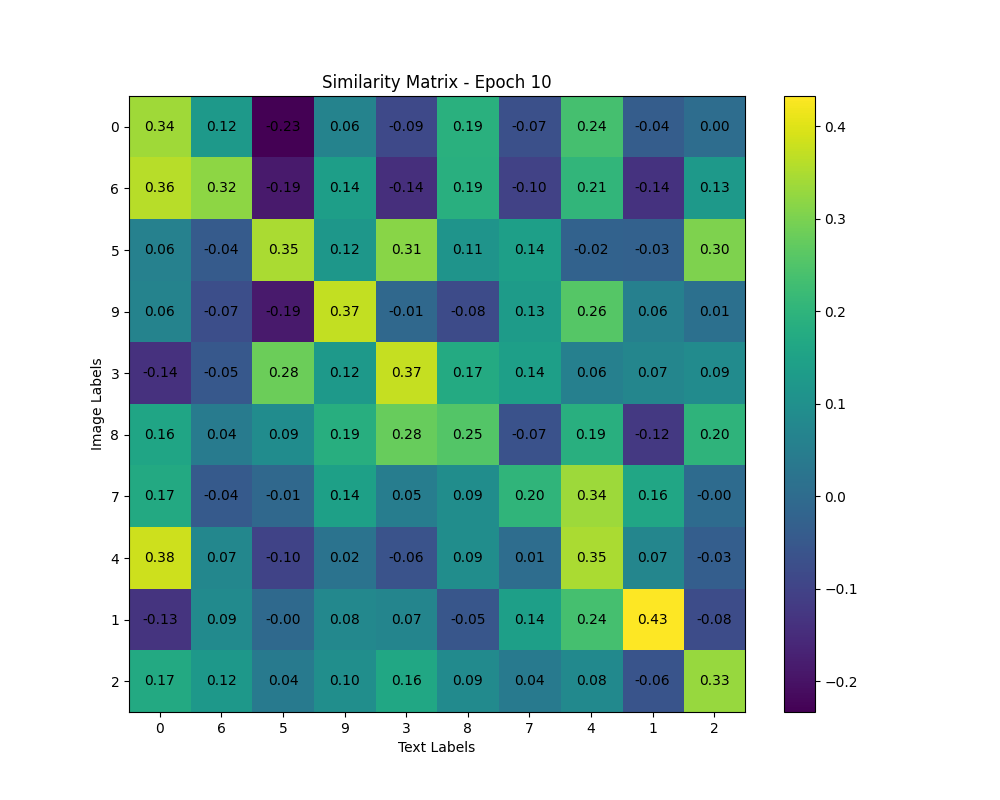 Similarity Matrix - Epoch 10
0 0.34 0.12 -0.23 0.06 -0.09 0.19 -0.07 0.24 -0.04 0.00
6 0.36 0.32 -0.19 0.14 -0.14 0.19 -0.10 0.21 -0.14 0.13
5 0.06 -0.04 0.35 0.12 0.31 0.11 0.14 -0.02 -0.03 0.30
9 0.06 -0.07 -0.19 0.37 -0.01 -0.08 0.13 0.26 0.06 0.01
3 -0.14 -0.05 0.28 0.12 0.37 0.17 0.14 0.06 0.07 0.09
8 0.16 0.04 0.09 0.19 0.28 0.25 -0.07 0.19 -0.12 0.20
7 0.17 -0.04 -0.01 0.14 0.05 0.09 0.20 0.34 0.16 -0.00
4 0.38 0.07 -0.10 0.02 -0.06 0.09 0.01 0.35 0.07 -0.03
1 -0.13 0.09 -0.00 0.08 0.07 -0.05 0.14 0.24 0.43 -0.08
2 0.17 0.12 0.04 0.10 0.16 0.09 0.04 0.08 -0.06 0.33
0 6 5 9 3 8 7 4 1 2
Text Labels
Image Labels
0.4
0.3
0.2
0.1
0.0
−0.1
−0.2